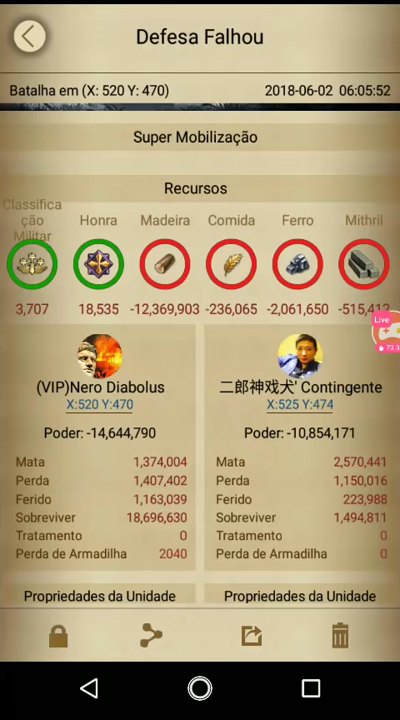 Defesa Falhou
Batalha em (X: 520 Y: 470) 2018-06-02 06:05:52
Super Mobilização
Recursos
Classifica
ção
Militar
Honra Madeira Comida Ferro Mithril
3,707 18,535 -12,369,903 -236,065 -2,061,650 -515,412
Live
(VIP)Nero Diabolus
X:520 Y:470
Poder: -14,644,790
Mata 1,374,004
Perda 1,407,402
Ferido 1,163,039
Sobreviver 18,696,630
Tratamento 0
Perda de Armadilha 2040
Propriedades da Unidade
二郎神戏犬' Contingente
X:525 Y:474
Poder: -10,854,171
Mata 2,570,441
Perda 1,150,016
Ferido 223,988
Sobreviver 1,494,811
Tratamento 0
Perda de Armadilha 0
Propriedades da Unidade